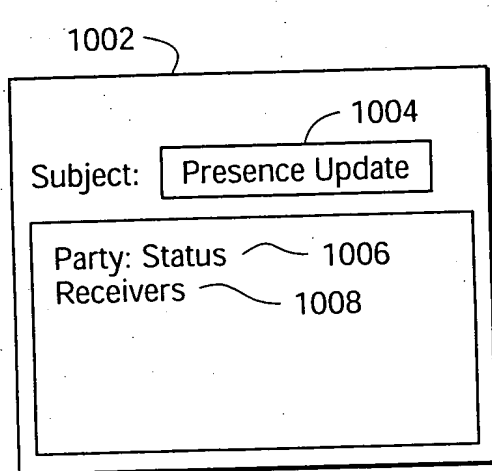 1002
1004
Subject: Presence Update
Party: Status 1006
Receivers 1008